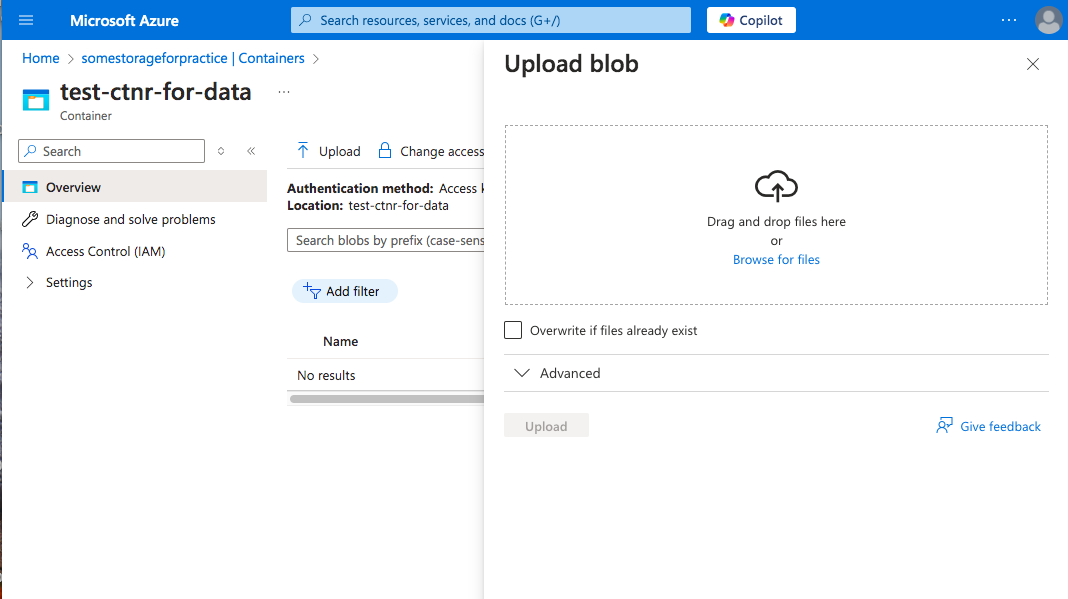 Microsoft Azure
Search resources, services, and docs (G+/)
Copilot
Home > somestorageforpractice | Containers >
test-ctnr-for-data
Container
Search
Overview
Diagnose and solve problems
Access Control (IAM)
Settings
Upload
Change access
Authentication method: Access
Location: test-ctnr-for-data
Search blobs by prefix (case-sens
Add filter
Name
No results
Upload blob
Drag and drop files here
or
Browse for files
Overwrite if files already exist
Advanced
Upload
Give feedback